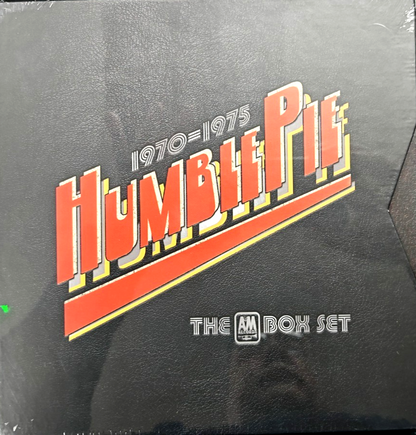 1970=1975
HUMBLE PIE
THE A&M BOX SET